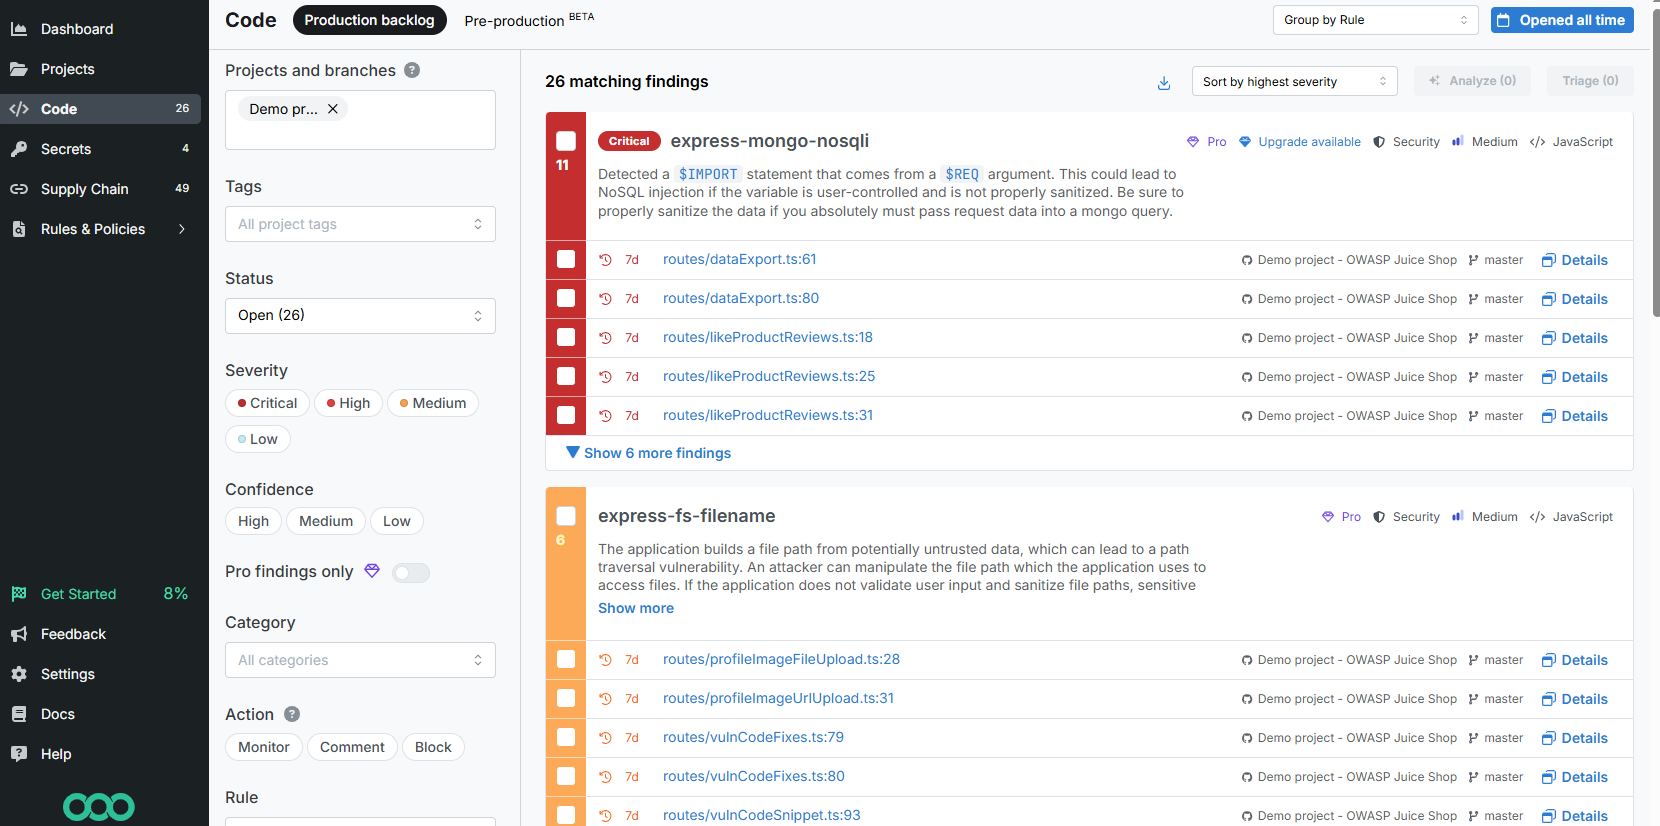 Dashboard
Projects
Code 26
Secrets 4
Supply Chain 49
Rules & Policies
Get Started 8%
Feedback
Settings
Docs
Help
Code Production backlog Pre-production BETA
Group by Rule Opened all time
Projects and branches ?
Demo pr...
Tags
All project tags
Status
Open (26)
Severity
Critical High Medium
Low
Confidence
High Medium Low
Pro findings only
Category
All categories
Action ?
Monitor Comment Block
Rule
26 matching findings Sort by highest severity Analyze (0) Triage (0)
11
Critical express-mongo-nosqli Pro Upgrade available Security Medium JavaScript
Detected a $IMPORT statement that comes from a $REQ argument. This could lead to
NoSQL injection if the variable is user-controlled and is not properly sanitized. Be sure to
properly sanitize the data if you absolutely must pass request data into a mongo query.
7d routes/dataExport.ts:61 Demo project - OWASP Juice Shop master Details
7d routes/dataExport.ts:80 Demo project - OWASP Juice Shop master Details
7d routes/likeProductReviews.ts:18 Demo project - OWASP Juice Shop master Details
7d routes/likeProductReviews.ts:25 Demo project - OWASP Juice Shop master Details
7d routes/likeProductReviews.ts:31 Demo project - OWASP Juice Shop master Details
Show 6 more findings
6
express-fs-filename Pro Security Medium JavaScript
The application builds a file path from potentially untrusted data, which can lead to a path
traversal vulnerability. An attacker can manipulate the file path which the application uses to
access files. If the application does not validate user input and sanitize file paths, sensitive
Show more
7d routes/profileImageFileUpload.ts:28 Demo project - OWASP Juice Shop master Details
7d routes/profileImageUrlUpload.ts:31 Demo project - OWASP Juice Shop master Details
7d routes/vulnCodeFixes.ts:79 Demo project - OWASP Juice Shop master Details
7d routes/vulnCodeFixes.ts:80 Demo project - OWASP Juice Shop master Details
7d routes/vulnCodeSnippet.ts:93 Demo project - OWASP Juice Shop master Details